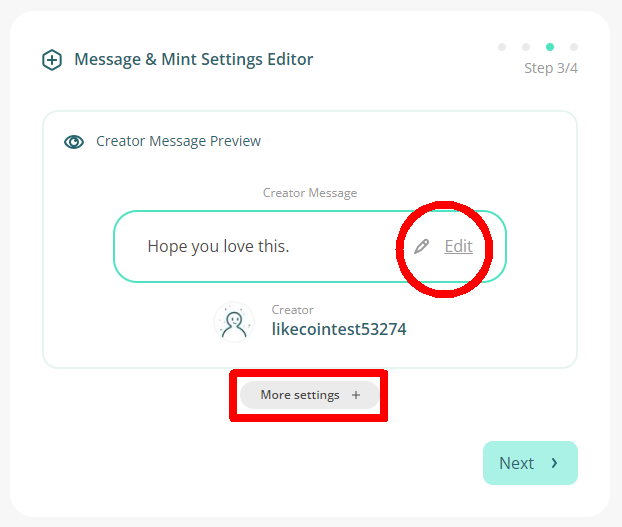 Message & Mint Settings Editor
Step 3/4
Creator Message Preview
Creator Message
Hope you love this.
Edit
Creator
likecointest53274
More settings +
Next